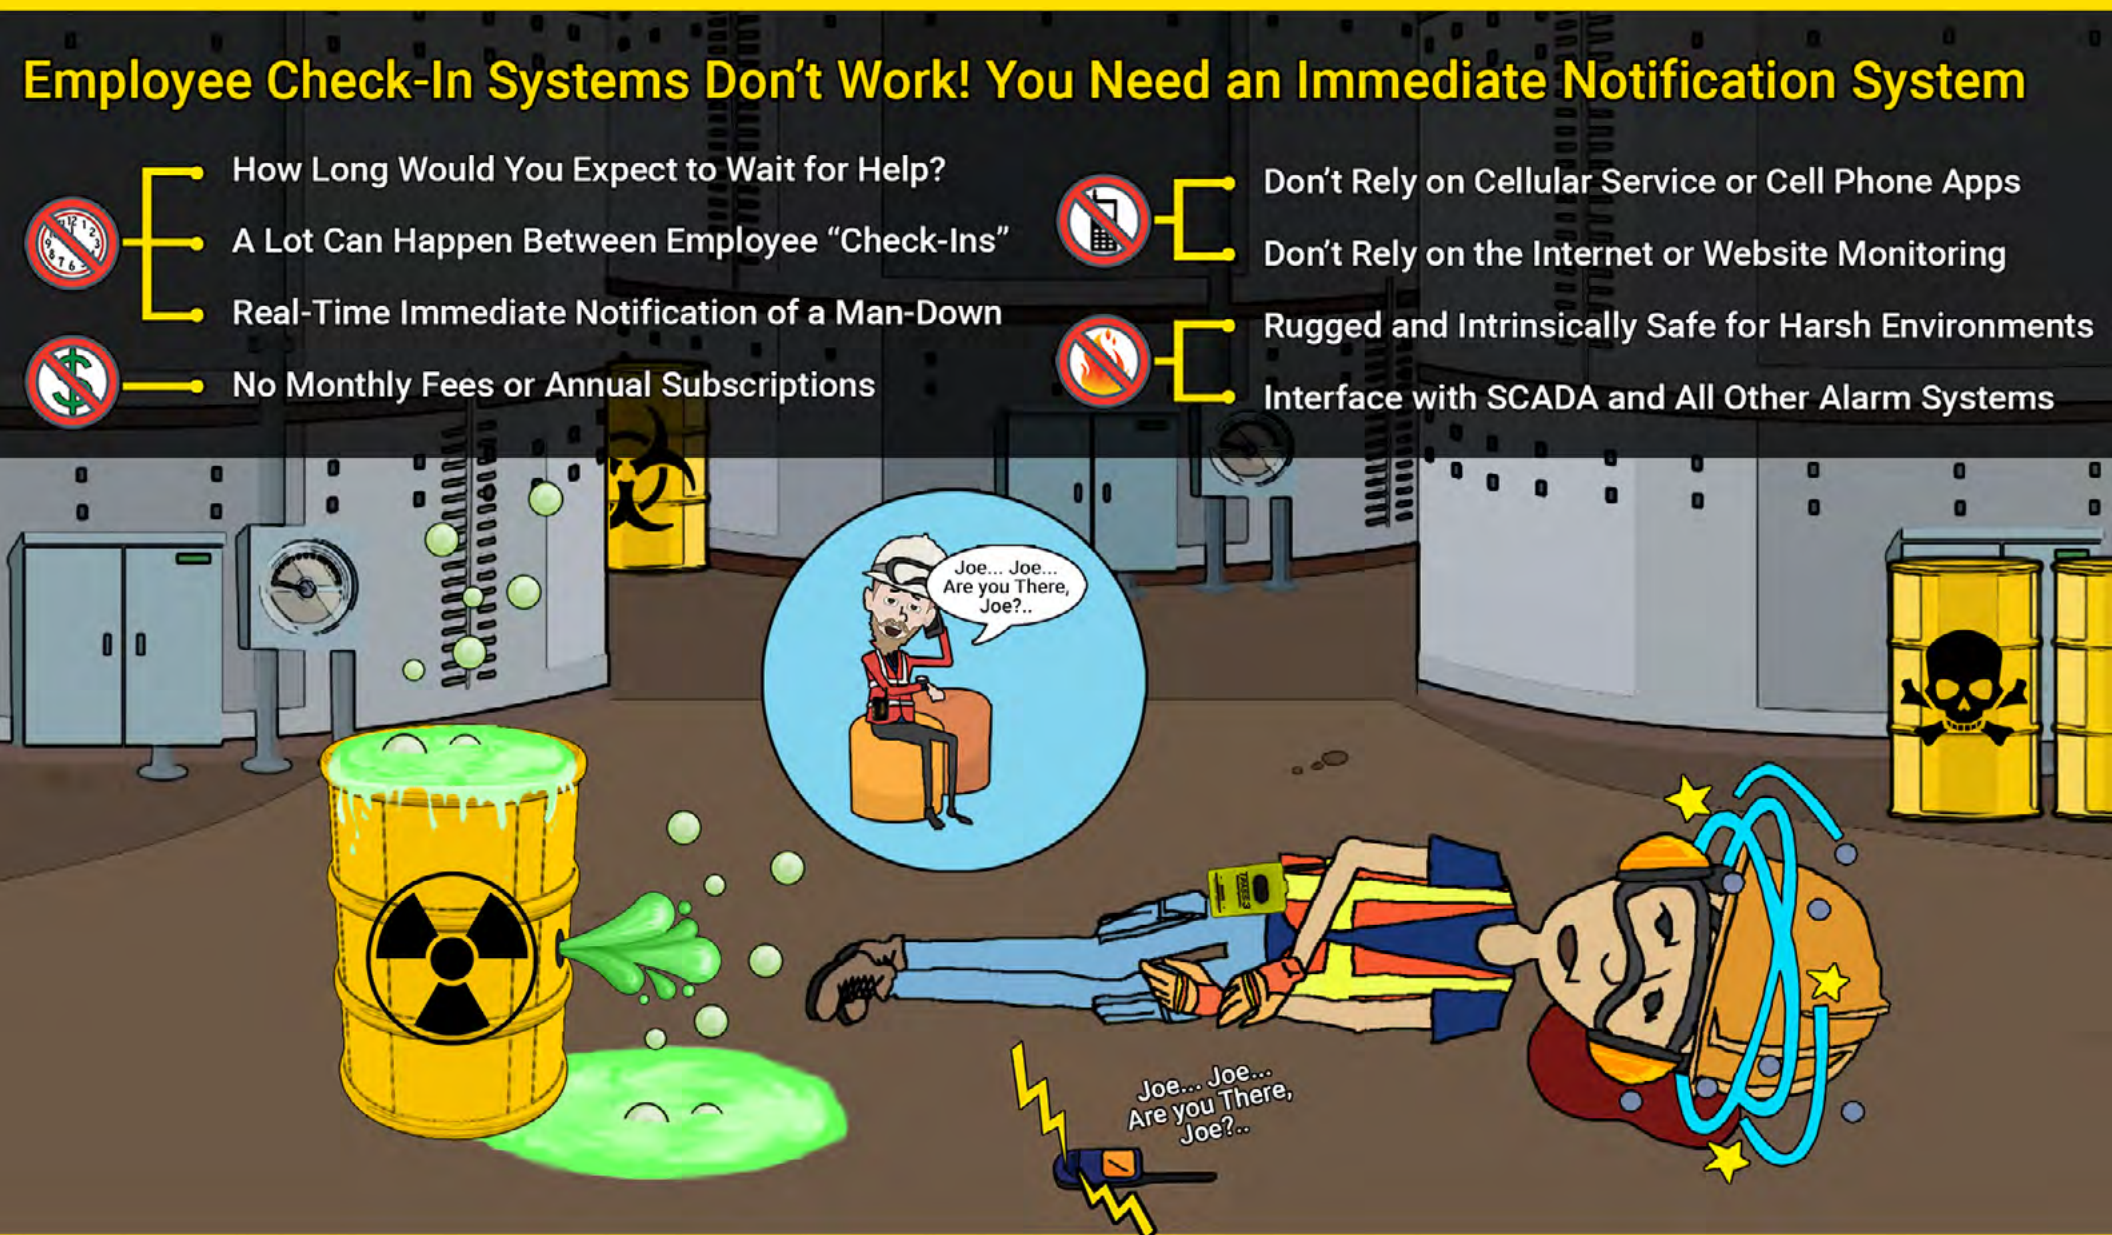 Employee Check-In Systems Don't Work! You Need an Immediate Notification System
How Long Would You Expect to Wait for Help?
A Lot Can Happen Between Employee “Check-Ins”
Real-Time Immediate Notification of a Man-Down
No Monthly Fees or Annual Subscriptions
Don't Rely on Cellular Service or Cell Phone Apps
Don't Rely on the Internet or Website Monitoring
Rugged and Intrinsically Safe for Harsh Environments
Interface with SCADA and All Other Alarm Systems
Joe... Joe...
Are you There,
Joe?..
Joe... Joe...
Are you There,
Joe?..